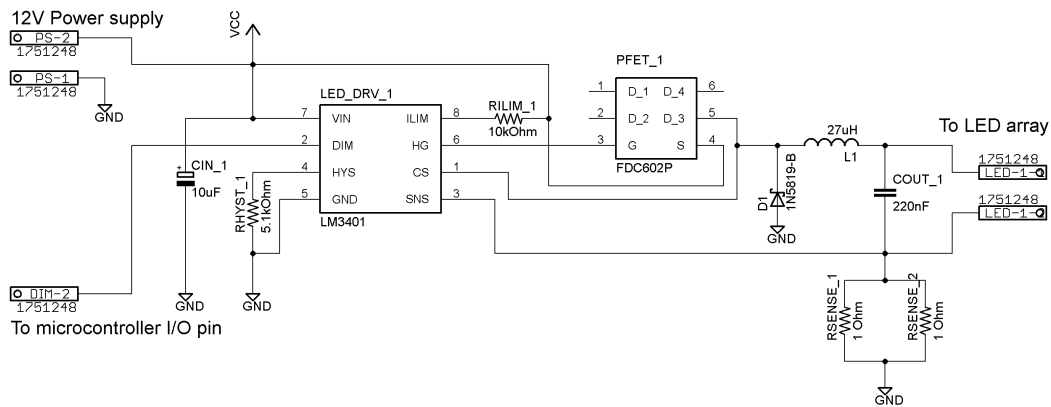 12V Power supply
PS-2
1751248
PS-1
1751248
GND
VCC
LED_DRV_1
7 VIN ILIM 8
2 DIM HG 6
4 HYS CS 1
5 GND SNS 3
LM3401
CIN_1
+
10uF
GND
RHYST_1
5.1kOhm
GND
RILIM_1
10kOhm
PFET_1
1 D_1 D_4 6
2 D_2 D_3 5
3 G S 4
FDC602P
D1
1N5819-B
GND
27uH
L1
COUT_1
220nF
To LED array
1751248
LED-1-
1751248
LED-1-
RSENSE_1
1 Ohm
RSENSE_2
1 Ohm
GND
DIM-2
1751248
To microcontroller I/O pin